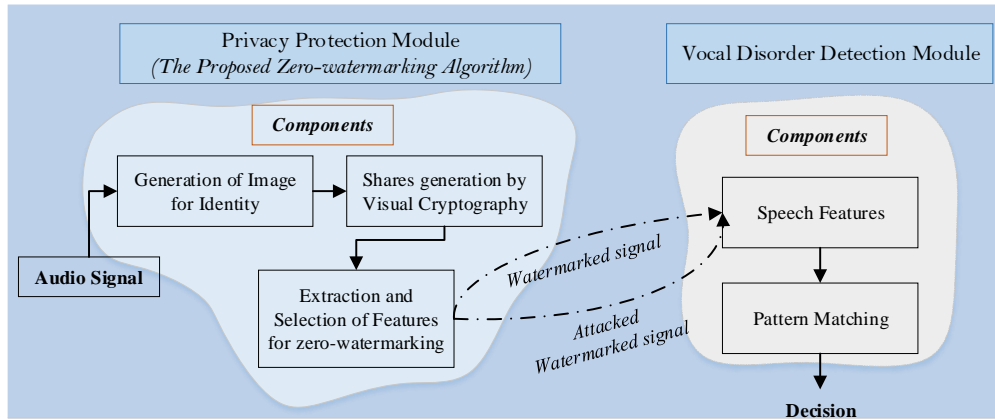 Privacy Protection Module
(The Proposed Zero-watermarking Algorithm)
Components
Generation of Image
for Identity
Shares generation by
Visual Cryptography
Audio Signal
Extraction and
Selection of Features
for zero-watermarking
Watermarked signal
Attacked
Watermarked signal
Vocal Disorder Detection Module
Components
Speech Features
Pattern Matching
Decision